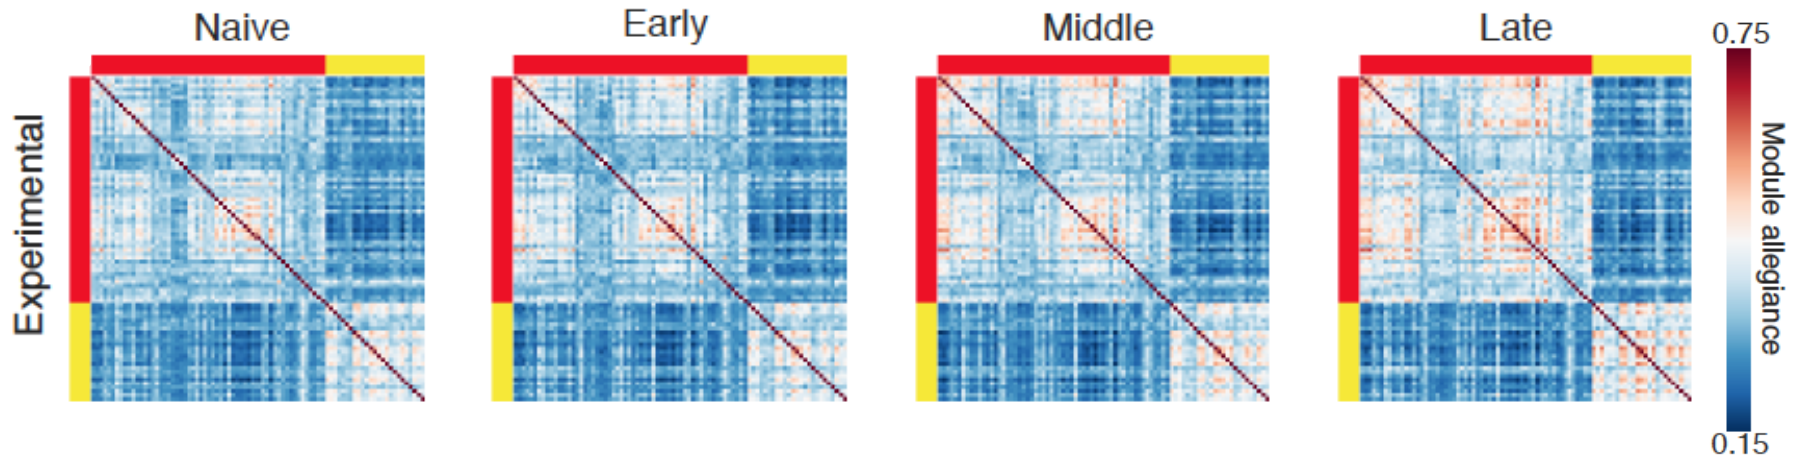 Naive
Early
Middle
Late
0.75
Experimental
Module allegiance
0.15